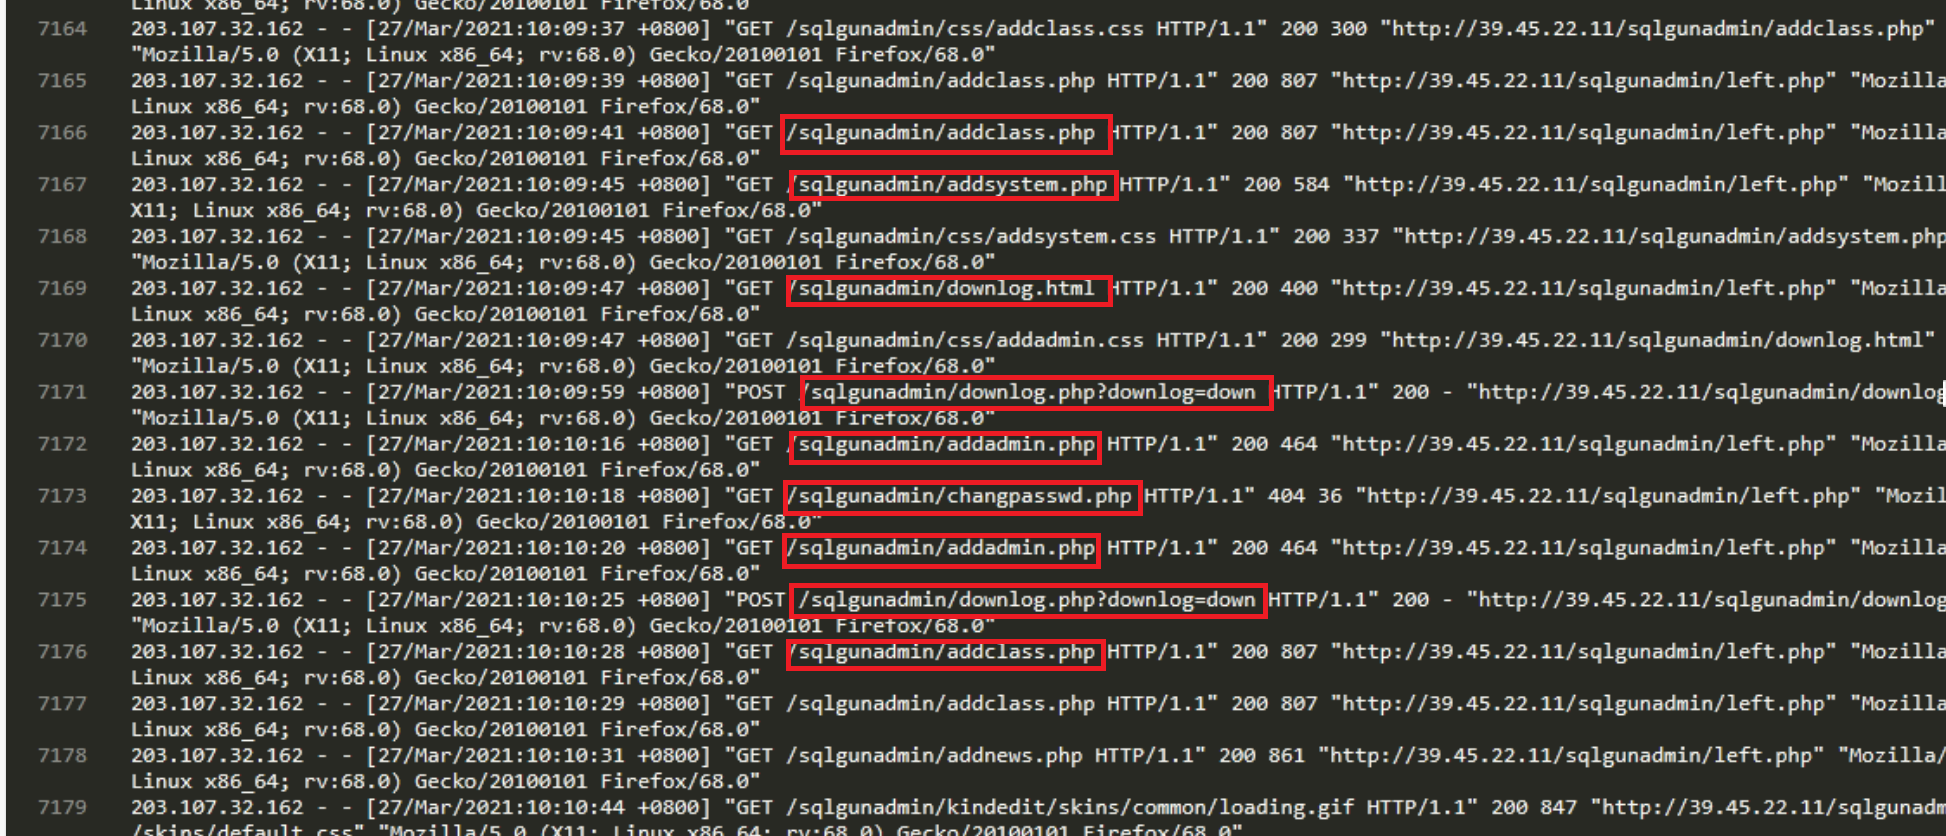 Linux x86_64; rv:68.0) Gecko/20100101 Firefox/68.0"
7164 203.107.32.162 - - [27/Mar/2021:10:09:37 +0800] "GET /sqlgunadmin/css/addclass.css HTTP/1.1" 200 300 "http://39.45.22.11/sqlgunadmin/addclass.php"
"Mozilla/5.0 (X11; Linux x86_64; rv:68.0) Gecko/20100101 Firefox/68.0"
7165 203.107.32.162 - - [27/Mar/2021:10:09:39 +0800] "GET /sqlgunadmin/addclass.php HTTP/1.1" 200 807 "http://39.45.22.11/sqlgunadmin/left.php" "Mozilla
Linux x86_64; rv:68.0) Gecko/20100101 Firefox/68.0"
7166 203.107.32.162 - - [27/Mar/2021:10:09:41 +0800] "GET /sqlgunadmin/addclass.php HTTP/1.1" 200 807 "http://39.45.22.11/sqlgunadmin/left.php" "Mozilla
Linux x86_64; rv:68.0) Gecko/20100101 Firefox/68.0"
7167 203.107.32.162 - - [27/Mar/2021:10:09:45 +0800] "GET /sqlgunadmin/addsystem.php HTTP/1.1" 200 584 "http://39.45.22.11/sqlgunadmin/left.php" "Mozill
X11; Linux x86_64; rv:68.0) Gecko/20100101 Firefox/68.0"
7168 203.107.32.162 - - [27/Mar/2021:10:09:45 +0800] "GET /sqlgunadmin/css/addsystem.css HTTP/1.1" 200 337 "http://39.45.22.11/sqlgunadmin/addsystem.php
"Mozilla/5.0 (X11; Linux x86_64; rv:68.0) Gecko/20100101 Firefox/68.0"
7169 203.107.32.162 - - [27/Mar/2021:10:09:47 +0800] "GET /sqlgunadmin/downlog.html HTTP/1.1" 200 400 "http://39.45.22.11/sqlgunadmin/left.php" "Mozilla
Linux x86_64; rv:68.0) Gecko/20100101 Firefox/68.0"
7170 203.107.32.162 - - [27/Mar/2021:10:09:47 +0800] "GET /sqlgunadmin/css/addadmin.css HTTP/1.1" 200 299 "http://39.45.22.11/sqlgunadmin/downlog.html"
"Mozilla/5.0 (X11; Linux x86_64; rv:68.0) Gecko/20100101 Firefox/68.0"
7171 203.107.32.162 - - [27/Mar/2021:10:09:59 +0800] "POST /sqlgunadmin/downlog.php?downlog=down HTTP/1.1" 200 - "http://39.45.22.11/sqlgunadmin/downlog
"Mozilla/5.0 (X11; Linux x86_64; rv:68.0) Gecko/20100101 Firefox/68.0"
7172 203.107.32.162 - - [27/Mar/2021:10:10:16 +0800] "GET /sqlgunadmin/addadmin.php HTTP/1.1" 200 464 "http://39.45.22.11/sqlgunadmin/left.php" "Mozilla
Linux x86_64; rv:68.0) Gecko/20100101 Firefox/68.0"
7173 203.107.32.162 - - [27/Mar/2021:10:10:18 +0800] "GET /sqlgunadmin/changpasswd.php HTTP/1.1" 404 36 "http://39.45.22.11/sqlgunadmin/left.php" "Mozil
X11; Linux x86_64; rv:68.0) Gecko/20100101 Firefox/68.0"
7174 203.107.32.162 - - [27/Mar/2021:10:10:20 +0800] "GET /sqlgunadmin/addadmin.php HTTP/1.1" 200 464 "http://39.45.22.11/sqlgunadmin/left.php" "Mozilla
Linux x86_64; rv:68.0) Gecko/20100101 Firefox/68.0"
7175 203.107.32.162 - - [27/Mar/2021:10:10:25 +0800] "POST /sqlgunadmin/downlog.php?downlog=down HTTP/1.1" 200 - "http://39.45.22.11/sqlgunadmin/downlog
"Mozilla/5.0 (X11; Linux x86_64; rv:68.0) Gecko/20100101 Firefox/68.0"
7176 203.107.32.162 - - [27/Mar/2021:10:10:28 +0800] "GET /sqlgunadmin/addclass.php HTTP/1.1" 200 807 "http://39.45.22.11/sqlgunadmin/left.php" "Mozilla
Linux x86_64; rv:68.0) Gecko/20100101 Firefox/68.0"
7177 203.107.32.162 - - [27/Mar/2021:10:10:29 +0800] "GET /sqlgunadmin/addclass.php HTTP/1.1" 200 807 "http://39.45.22.11/sqlgunadmin/left.php" "Mozilla
Linux x86_64; rv:68.0) Gecko/20100101 Firefox/68.0"
7178 203.107.32.162 - - [27/Mar/2021:10:10:31 +0800] "GET /sqlgunadmin/addnews.php HTTP/1.1" 200 861 "http://39.45.22.11/sqlgunadmin/left.php" "Mozilla/
Linux x86_64; rv:68.0) Gecko/20100101 Firefox/68.0"
7179 203.107.32.162 - - [27/Mar/2021:10:10:44 +0800] "GET /sqlgunadmin/kindedit/skins/common/loading.gif HTTP/1.1" 200 847 "http://39.45.22.11/sqlgunadm
/skins/default.css" "Mozilla/5.0 (X11; Linux x86_64; rv:68.0) Gecko/20100101 Firefox/68.0"